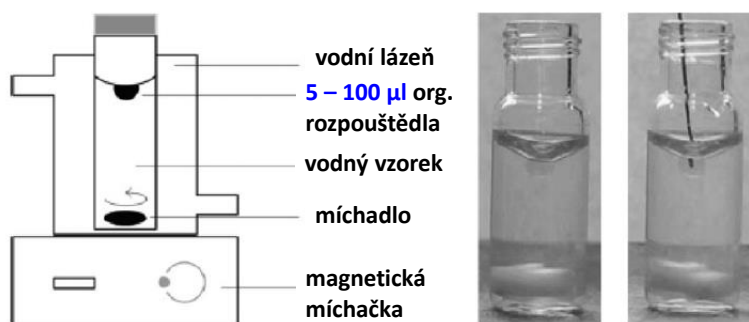 vodní lázeň
5 – 100 µl org.
rozpouštědla
vodný vzorek
míchadlo
magnetická
míchačka